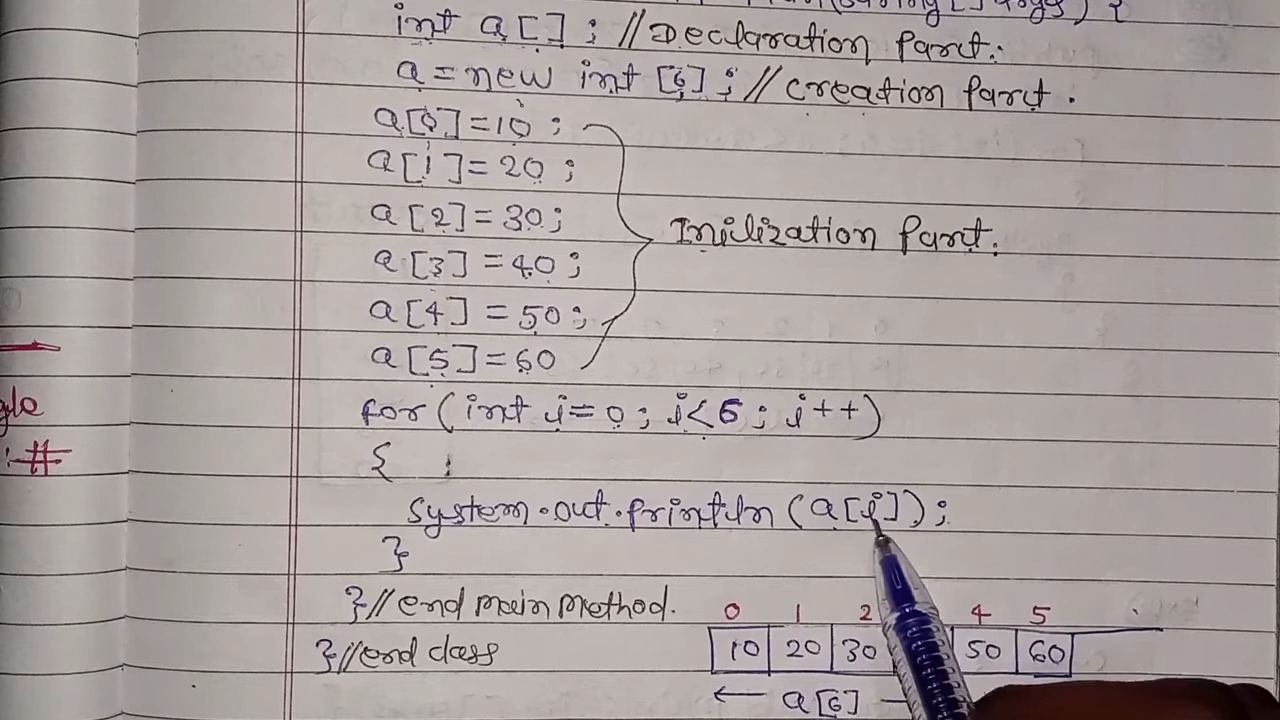 int a[]; //Declaration Part.
a = new int [6]; //creation Part.
a[0]=10;
a[1]=20;
a[2]=30;
Inilization Part.
a[3]=40;
a[4]=50;
a[5]=60
for(int i=0; i<6; i++)
{ ;
System.out.println(a[i]);
}
}//end main method.
0 1 2 4 5
}//end class
10 20 30 50 60
← a[6] –
#